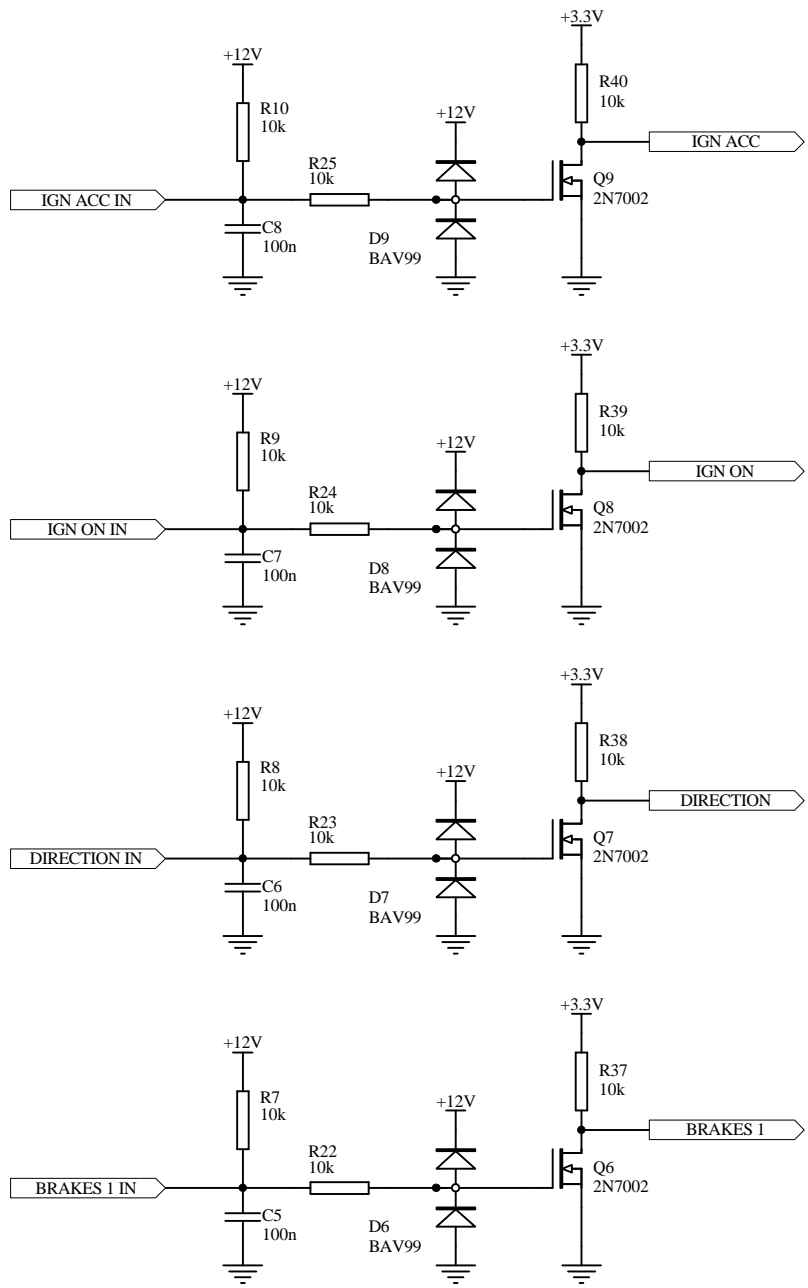 +3.3V
+12V
R40
10k
R10
10k
+12V
IGN ACC
R25
10k
Q9
2N7002
IGN ACC IN
C8
100n
D9
BAV99
+3.3V
+12V
R39
10k
R9
10k
+12V
IGN ON
R24
10k
Q8
2N7002
IGN ON IN
C7
100n
D8
BAV99
+3.3V
+12V
R38
10k
R8
10k
+12V
DIRECTION
R23
10k
Q7
2N7002
DIRECTION IN
C6
100n
D7
BAV99
+3.3V
+12V
R37
10k
R7
10k
+12V
BRAKES 1
R22
10k
Q6
2N7002
BRAKES 1 IN
C5
100n
D6
BAV99